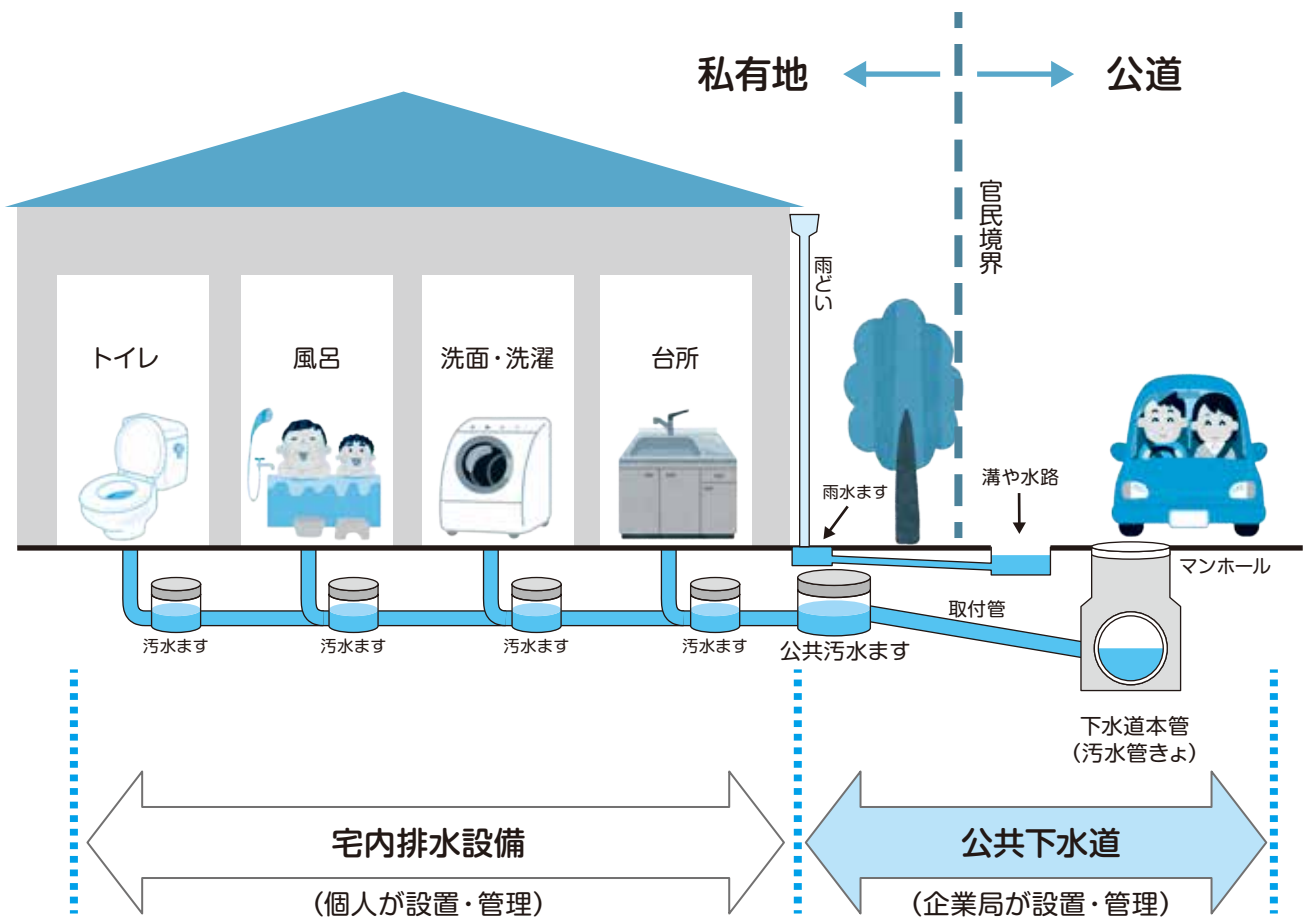 私有地
公道
官民境界
雨どい
トイレ
風呂
洗面・洗濯
台所
雨水ます
溝や水路
マンホール
取付管
汚水ます
汚水ます
汚水ます
汚水ます
公共汚水ます
下水道本管
(汚水管きょ)
宅内排水設備
(個人が設置・管理)
公共下水道
(企業局が設置・管理)